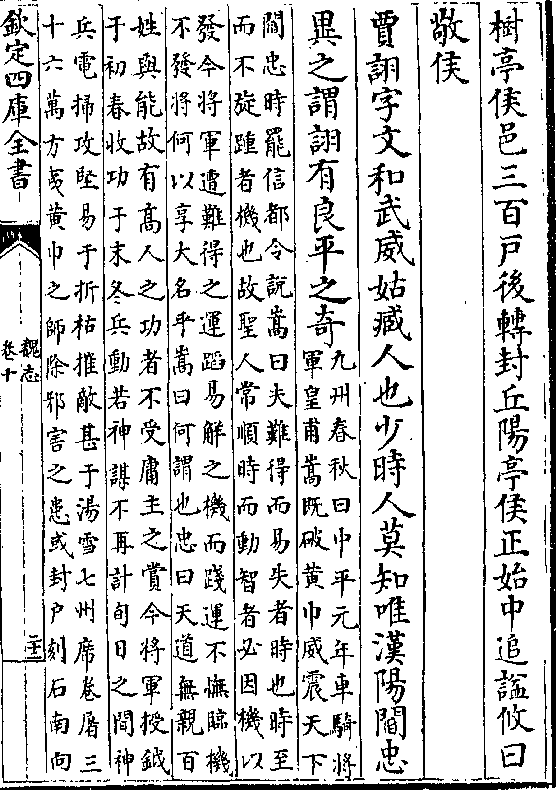 樹亭侯邑三百戸後轉封丘陽亭侯正始中追諡攸曰
敬侯
賈詡字文和武威姑臧人也少時人莫知唯漢陽閻忠
異之謂詡有良平之奇
九州春秋曰中平元年車騎將
軍皇甫嵩既破黄巾威震天下
閻忠時罷信都令說嵩曰夫難得而易失者時也時至
而不旋踵者機也故聖人常順時而動智者必因機以
發今將軍遭難得之運蹈易解之機而踐運不撫臨機
不發將何以享大名乎嵩曰何謂也忠曰天道無親百
姓與能故有髙人之功者不受庸主之賞今將軍授鉞
于初春收功于末冬兵動若神謀不再計旬日之間神
兵電掃攻堅易于折枯摧敵甚于湯雪七州席卷屠三
十六萬方夷黄巾之師除邪害之患或封戸刻石南向
欽定四庫全書
魏志
卷十
二十二